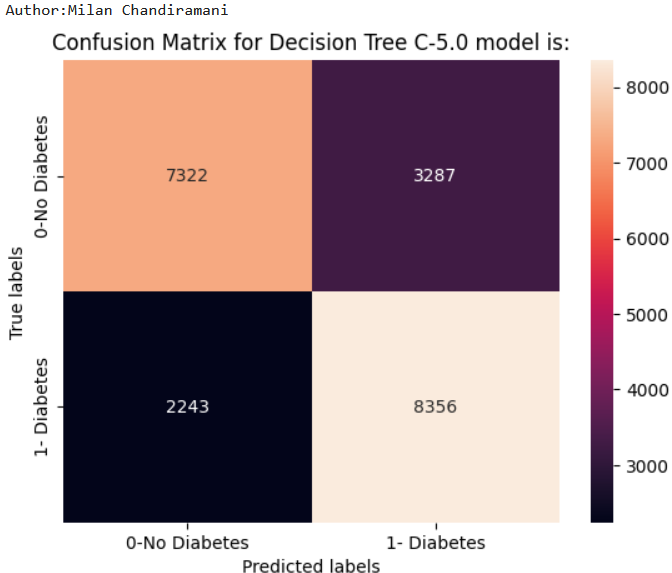 Author:Milan Chandiramani
Confusion Matrix for Decision Tree C-5.0 model is:
True labels
0-No Diabetes
7322
3287
1- Diabetes
2243
8356
0-No Diabetes
1- Diabetes
Predicted labels
8000
7000
6000
5000
4000
3000